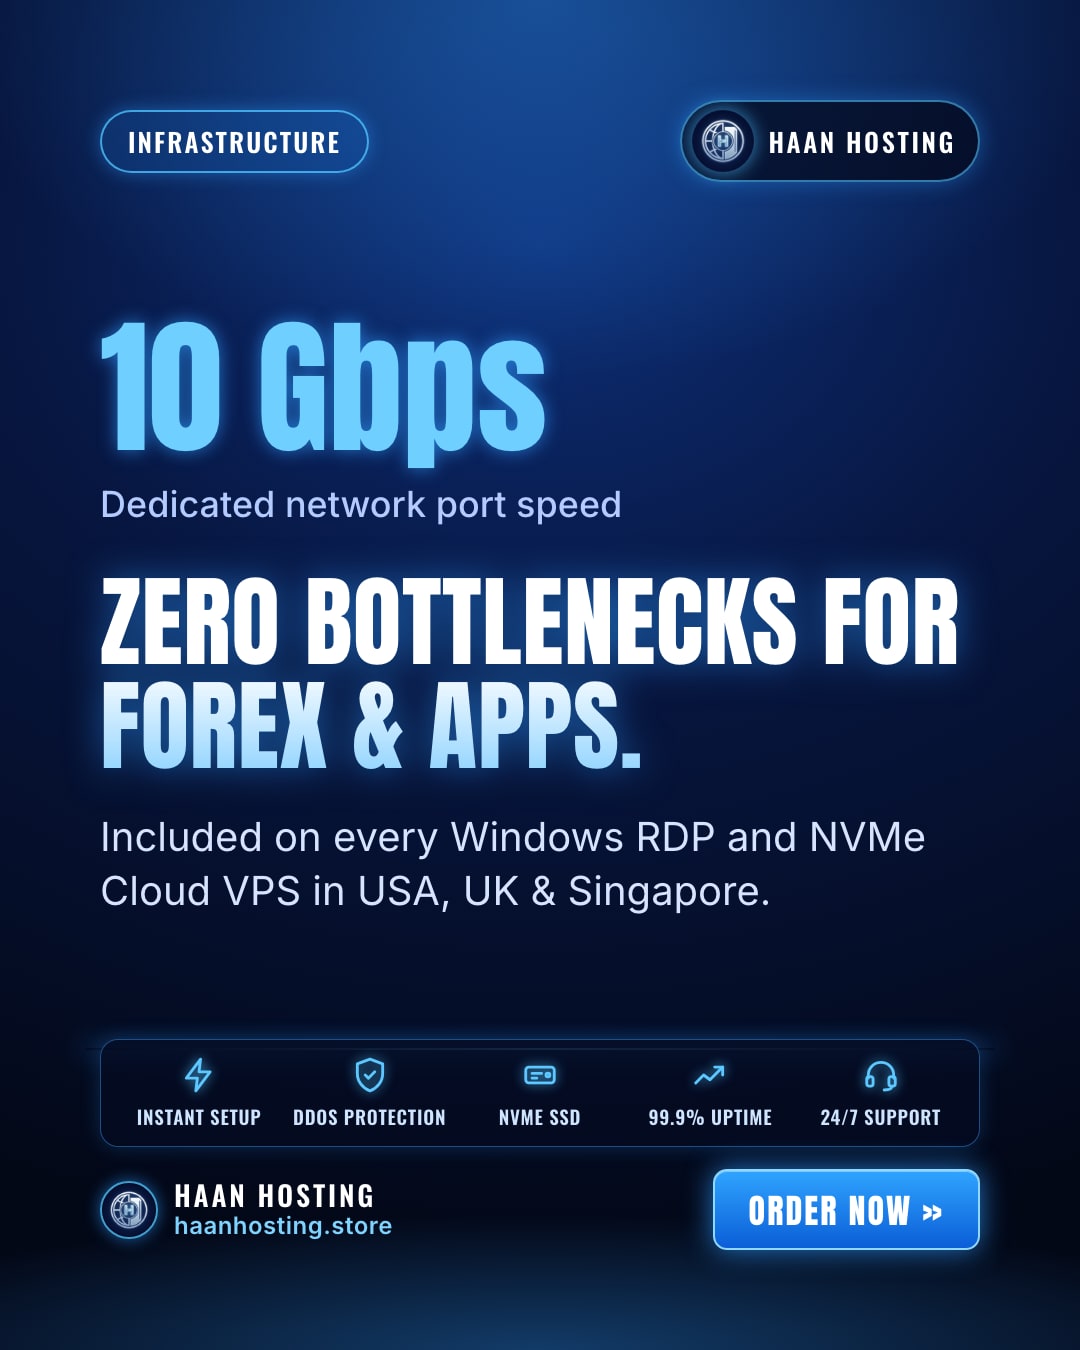 INFRASTRUCTURE
H
HAAN HOSTING
10 Gbps
Dedicated network port speed
ZERO BOTTLENECKS FOR
FOREX & APPS.
Included on every Windows RDP and NVMe
Cloud VPS in USA, UK & Singapore.
INSTANT SETUP
DDOS PROTECTION
NVME SSD
99.9% UPTIME
24/7 SUPPORT
H
HAAN HOSTING
haanhosting.store
ORDER NOW »